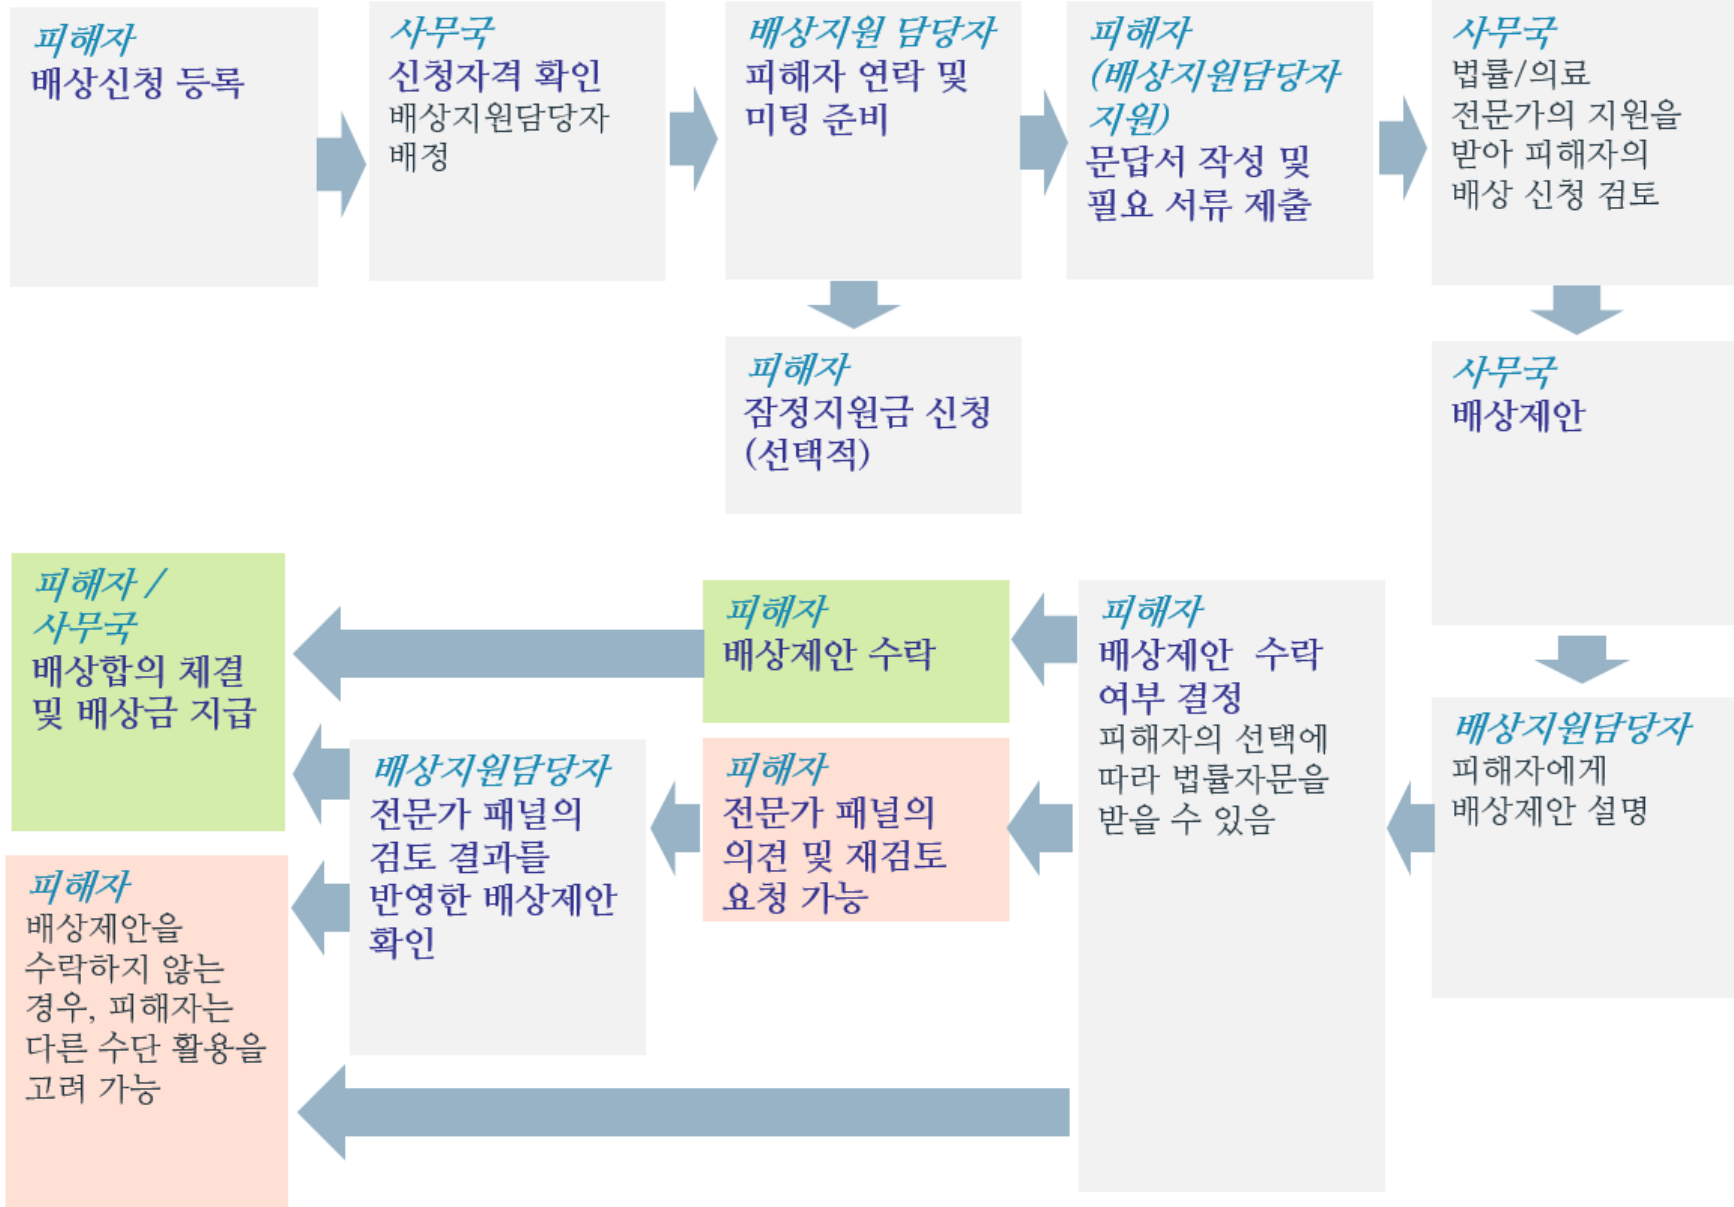 피해자
배상신청 등록
사무국
신청자격 확인
배상지원담당자
배정
배상지원 담당자
피해자 연락 및
미팅 준비
피해자
(배상지원담당자
지원)
문답서 작성 및
필요 서류 제출
사무국
법률/의료
전문가의 지원을
받아 피해자의
배상 신청 검토
피해자
잠정지원금 신청
(선택적)
사무국
배상제안
배상지원담당자
피해자에게
배상제안 설명
피해자
배상제안 수락
여부 결정
피해자의 선택에
따라 법률자문을
받을 수 있음
피해자
배상제안 수락
피해자
전문가 패널의
의견 및 재검토
요청 가능
배상지원담당자
전문가 패널의
검토 결과를
반영한 배상제안
확인
피해자 /
사무국
배상합의 체결
및 배상금 지급
피해자
배상제안을
수락하지 않는
경우, 피해자는
다른 수단 활용을
고려 가능